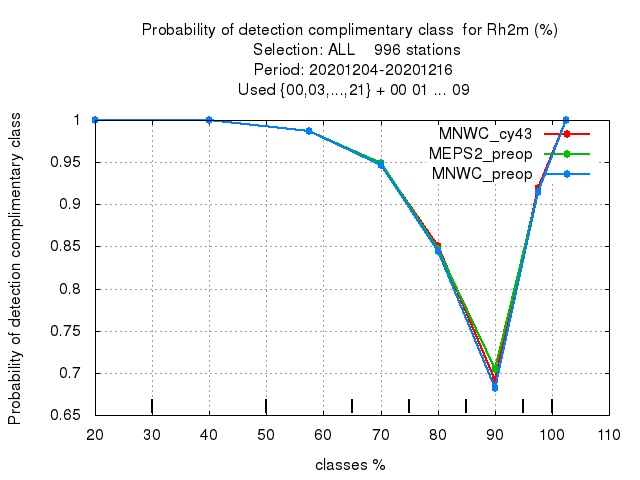 Probability of detection complimentary class for Rh2m (%)
Selection: ALL 996 stations
Period: 20201204-20201216
Used {00,03,...,21} + 00 01 ... 09
Probability of detection complimentary class
1
0.95
0.9
0.85
0.8
0.75
0.7
0.65
MNWC_cy43
MEPS2_preop
MNWC_preop
20 30 40 50 60 70 80 90 100 110
classes %